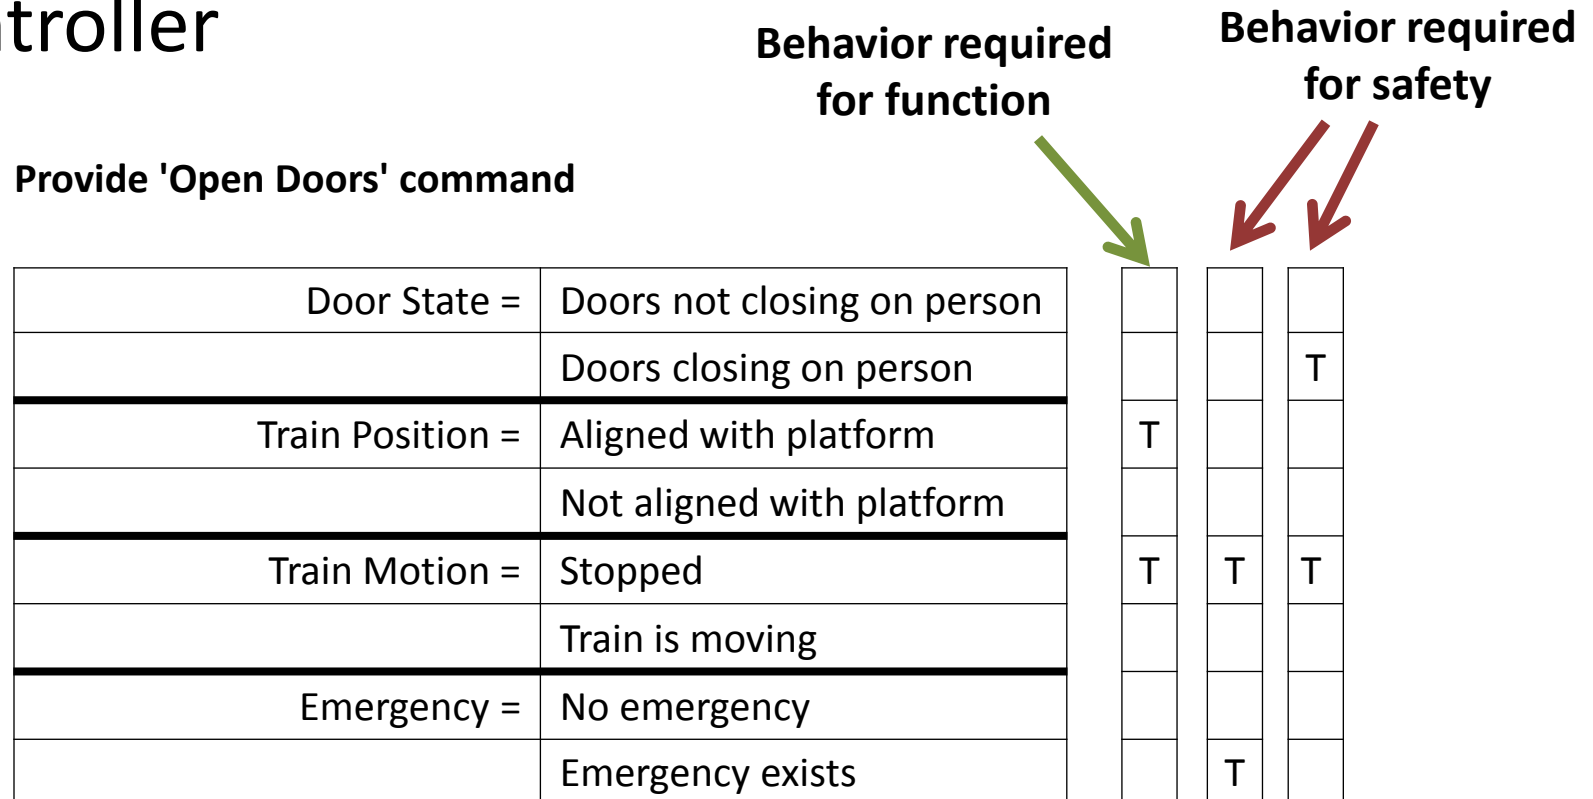 ntroller
Behavior required
for function
Behavior required
for safety
Provide 'Open Doors' command
Door State = Doors not closing on person
Doors closing on person T
Train Position = Aligned with platform T
Not aligned with platform
Train Motion = Stopped T T T
Train is moving
Emergency = No emergency
Emergency exists T